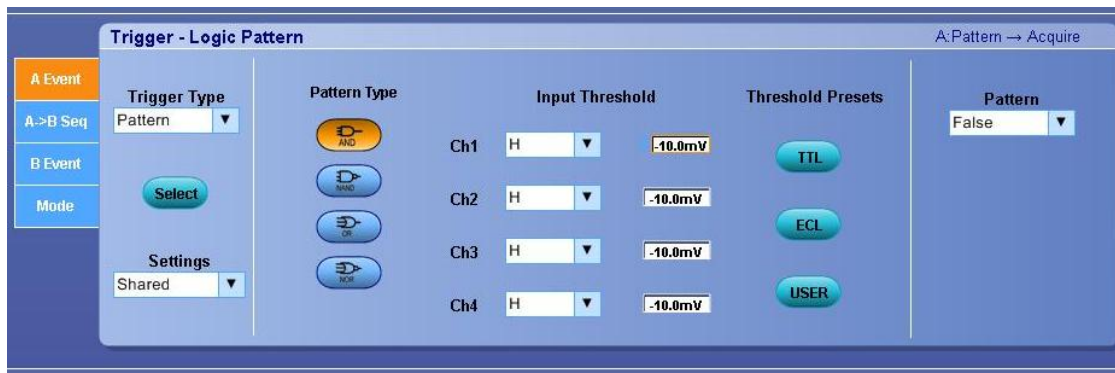 Trigger - Logic Pattern
A:Pattern → Acquire
A Event
A->B Seq
B Event
Mode
Trigger Type
Pattern
Select
Settings
Shared
Pattern Type
AND
NAND
OR
NOR
Input Threshold
Ch1 H -10.0mV
Ch2 H -10.0mV
Ch3 H -10.0mV
Ch4 H -10.0mV
Threshold Presets
TTL
ECL
USER
Pattern
False